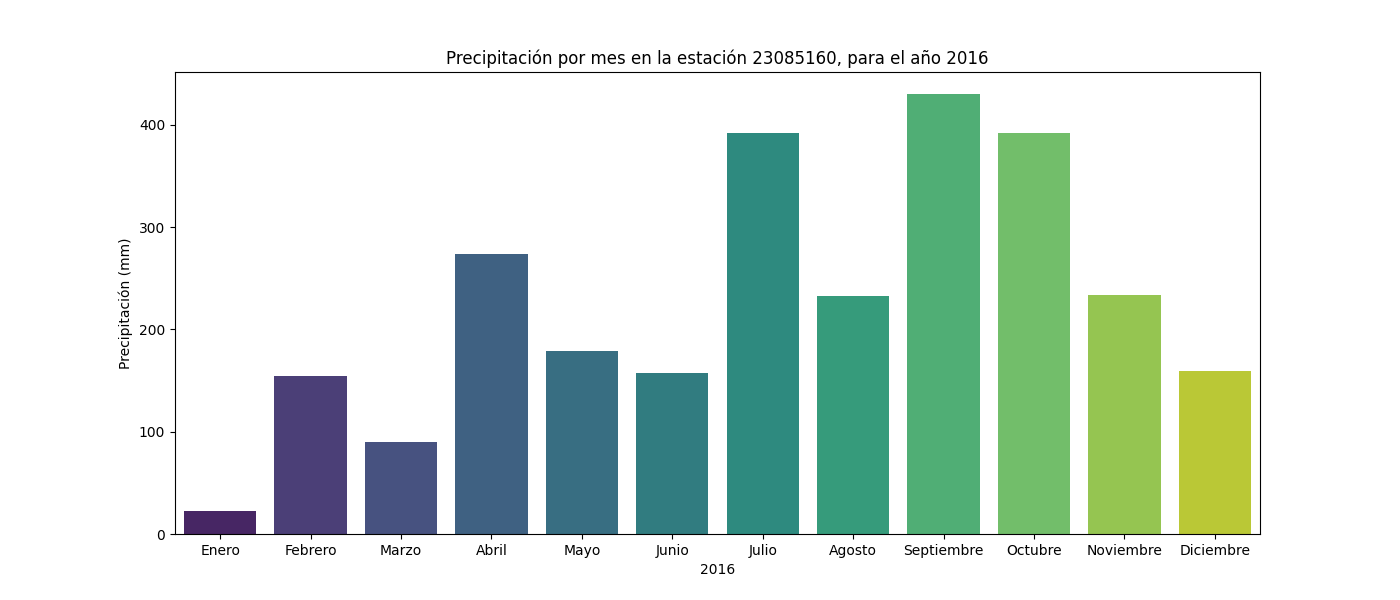 Precipitación por mes en la estación 23085160, para el año 2016
Precipitación (mm)
400
300
200
100
0
Enero Febrero Marzo Abril Mayo Junio Julio Agosto Septiembre Octubre Noviembre Diciembre
2016